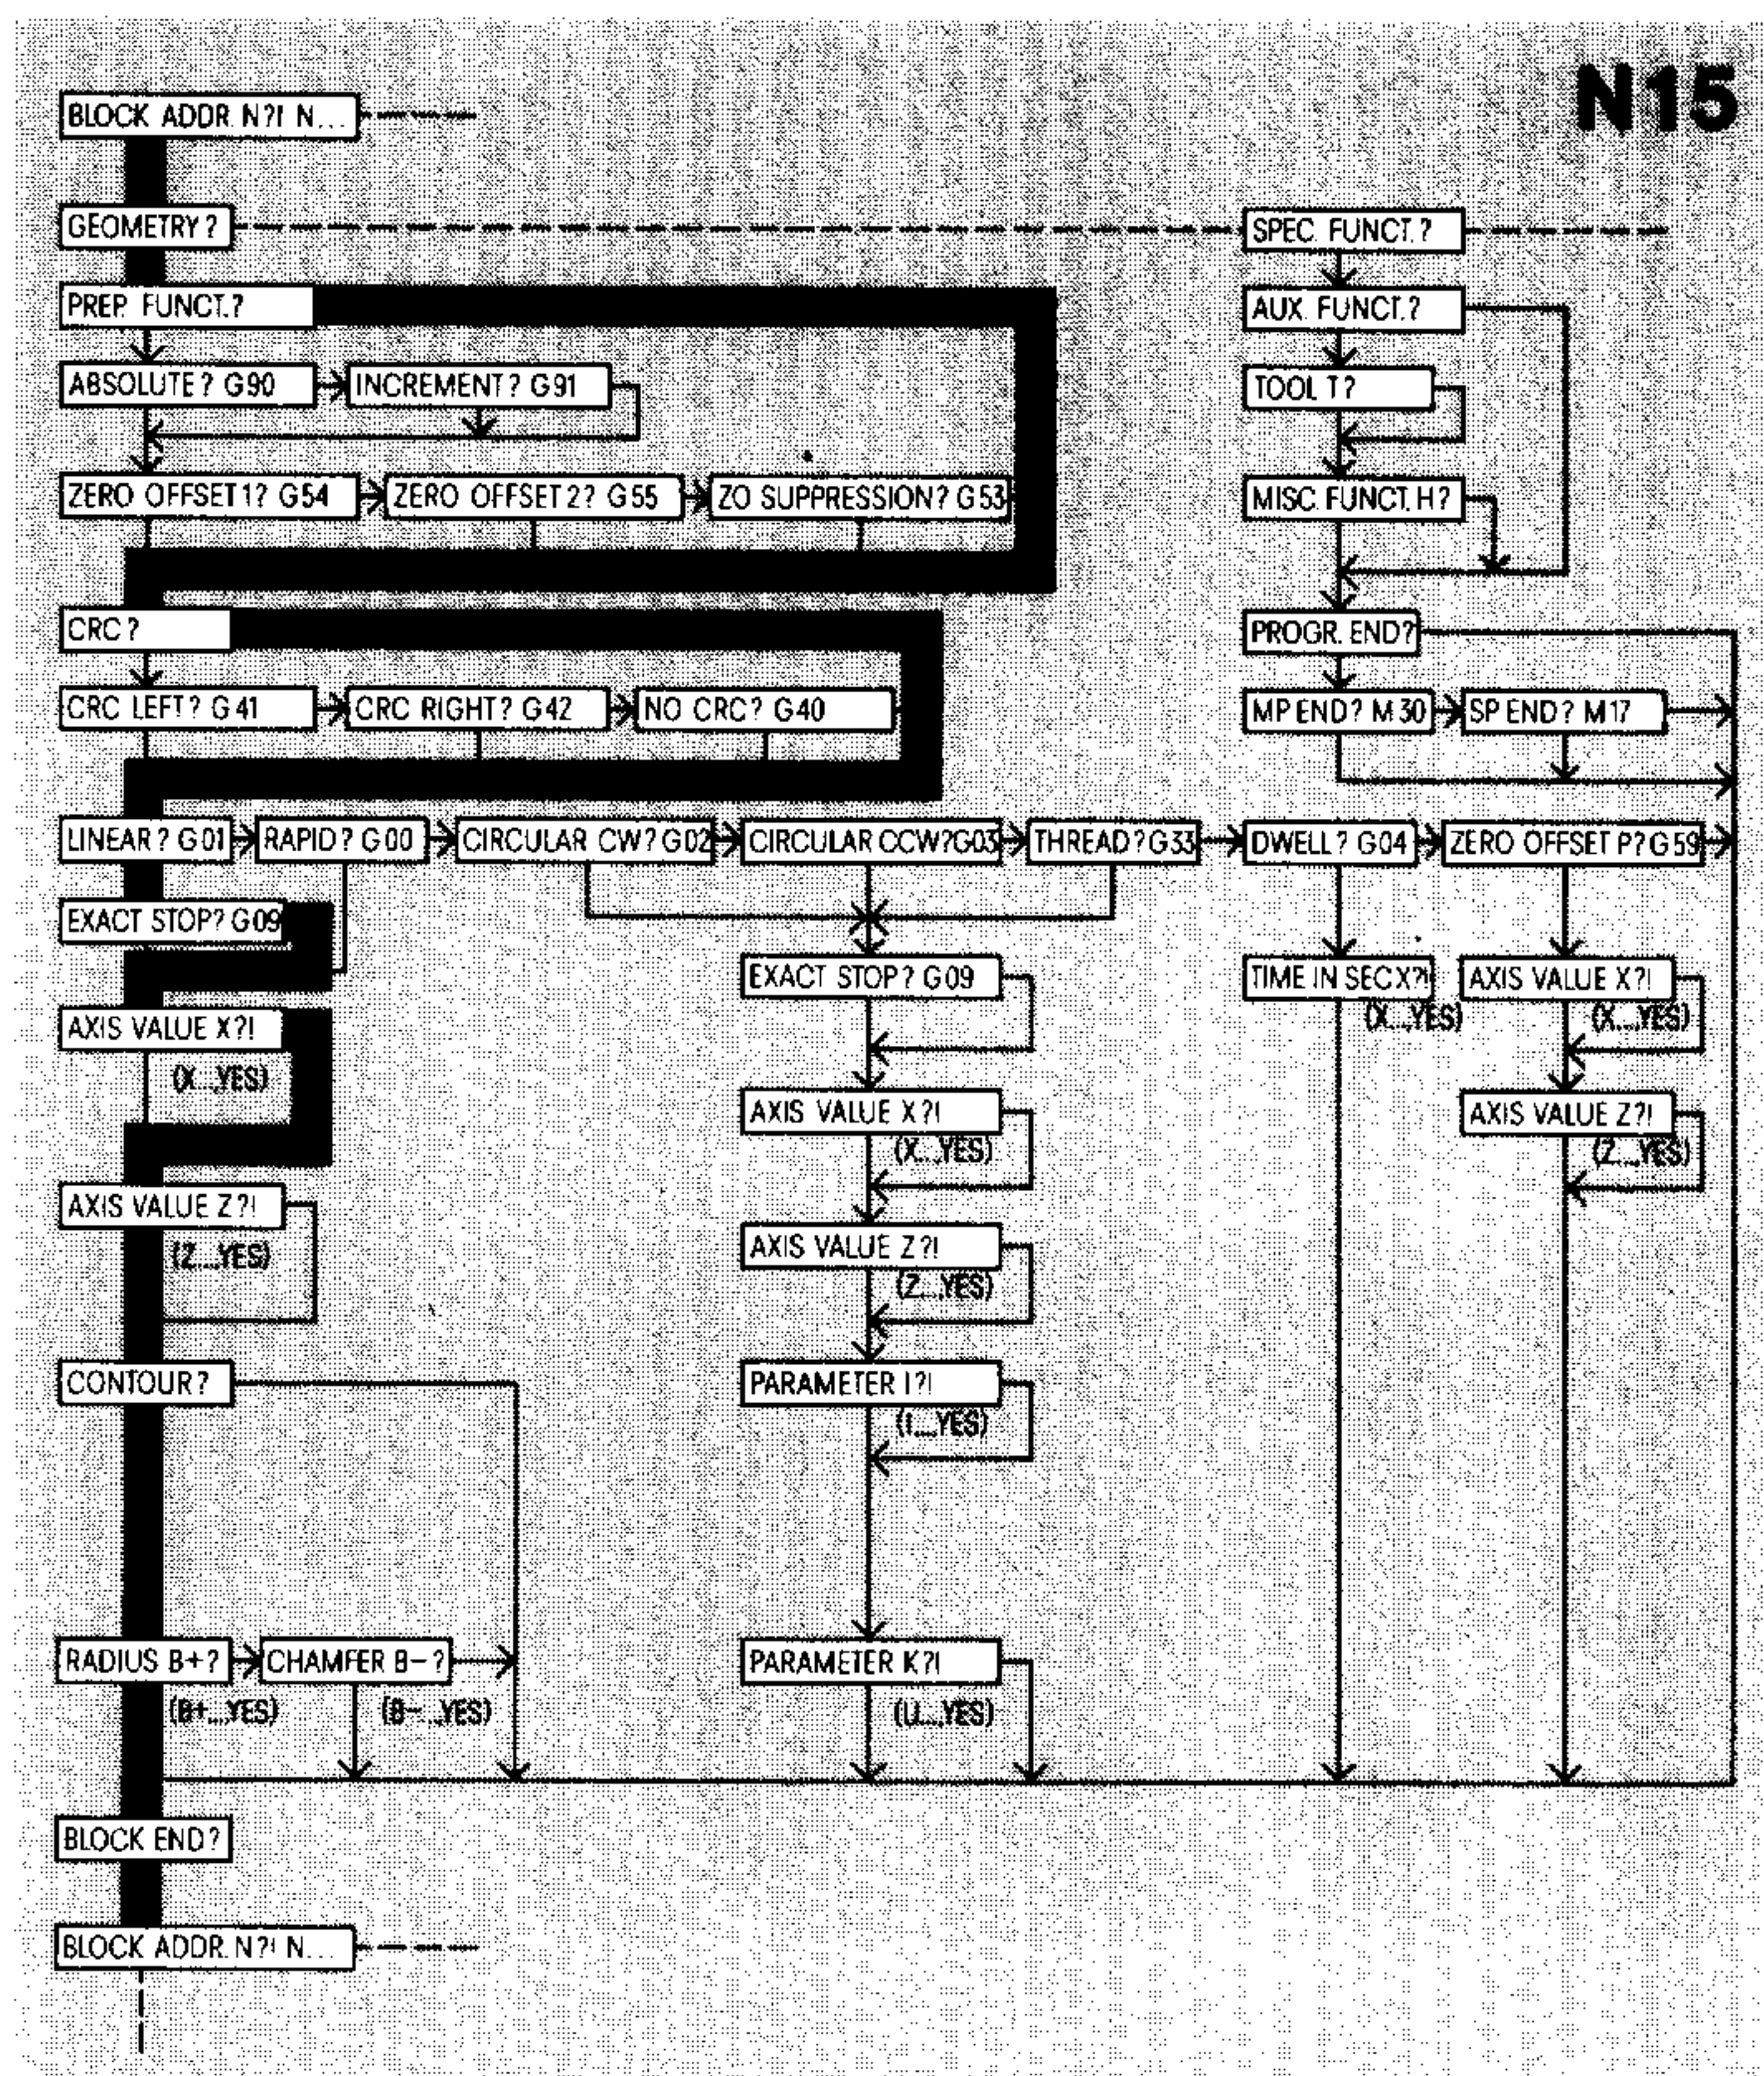 N15
BLOCK ADDR. N?! N...
GEOMETRY?
SPEC. FUNCT.?
PREP. FUNCT.?
AUX. FUNCT.?
ABSOLUTE? G90
INCREMENT? G91
TOOL T?
ZERO OFFSET 1? G54
ZERO OFFSET 2? G55
ZO SUPPRESSION? G53
MISC. FUNCT. H?
CRC?
PROGR. END?
CRC LEFT? G41
CRC RIGHT? G42
NO CRC? G40
MP END? M30
SP END? M17
LINEAR? G01
RAPID? G00
CIRCULAR CW? G02
CIRCULAR CCW? G03
THREAD? G33
DWELL? G04
ZERO OFFSET P? G59
EXACT STOP? G09
EXACT STOP? G09
TIME IN SEC X?!
(X...,YES)
AXIS VALUE X?!
(X...,YES)
AXIS VALUE X?!
(X...,YES)
AXIS VALUE X?!
(X...,YES)
AXIS VALUE Z?!
(Z...,YES)
AXIS VALUE Z?!
(Z...,YES)
AXIS VALUE Z?!
(Z...,YES)
CONTOUR?
PARAMETER I?!
(I...,YES)
RADIUS B+?
(B+...,YES)
CHAMFER B-?
(B-...,YES)
PARAMETER K?!
(U...,YES)
BLOCK END?
BLOCK ADDR. N?! N...